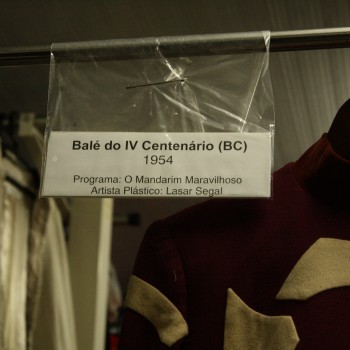 Balé do IV Centenário (BC)
1954
Programa: O Mandarim Maravilhoso
Artista Plástico: Lasar Segal